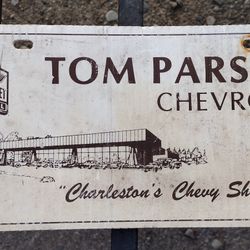 TOM PARS
CHEVRO
"Charleston's Chevy Sh